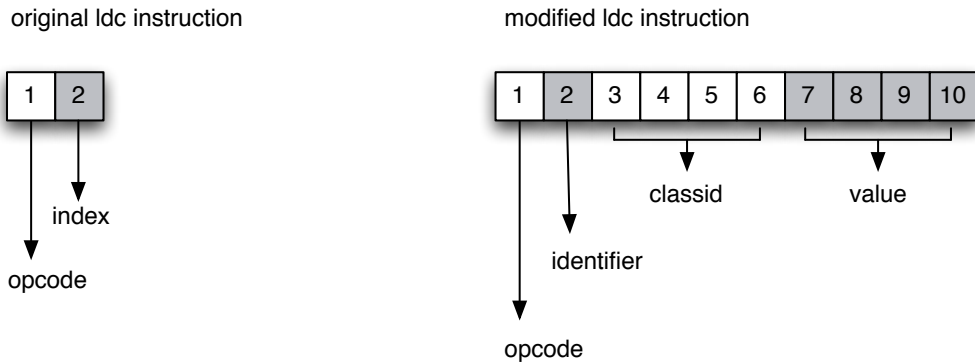 original ldc instruction
1 2
index
opcode
modified ldc instruction
1 2 3 4 5 6 7 8 9 10
classid
value
identifier
opcode